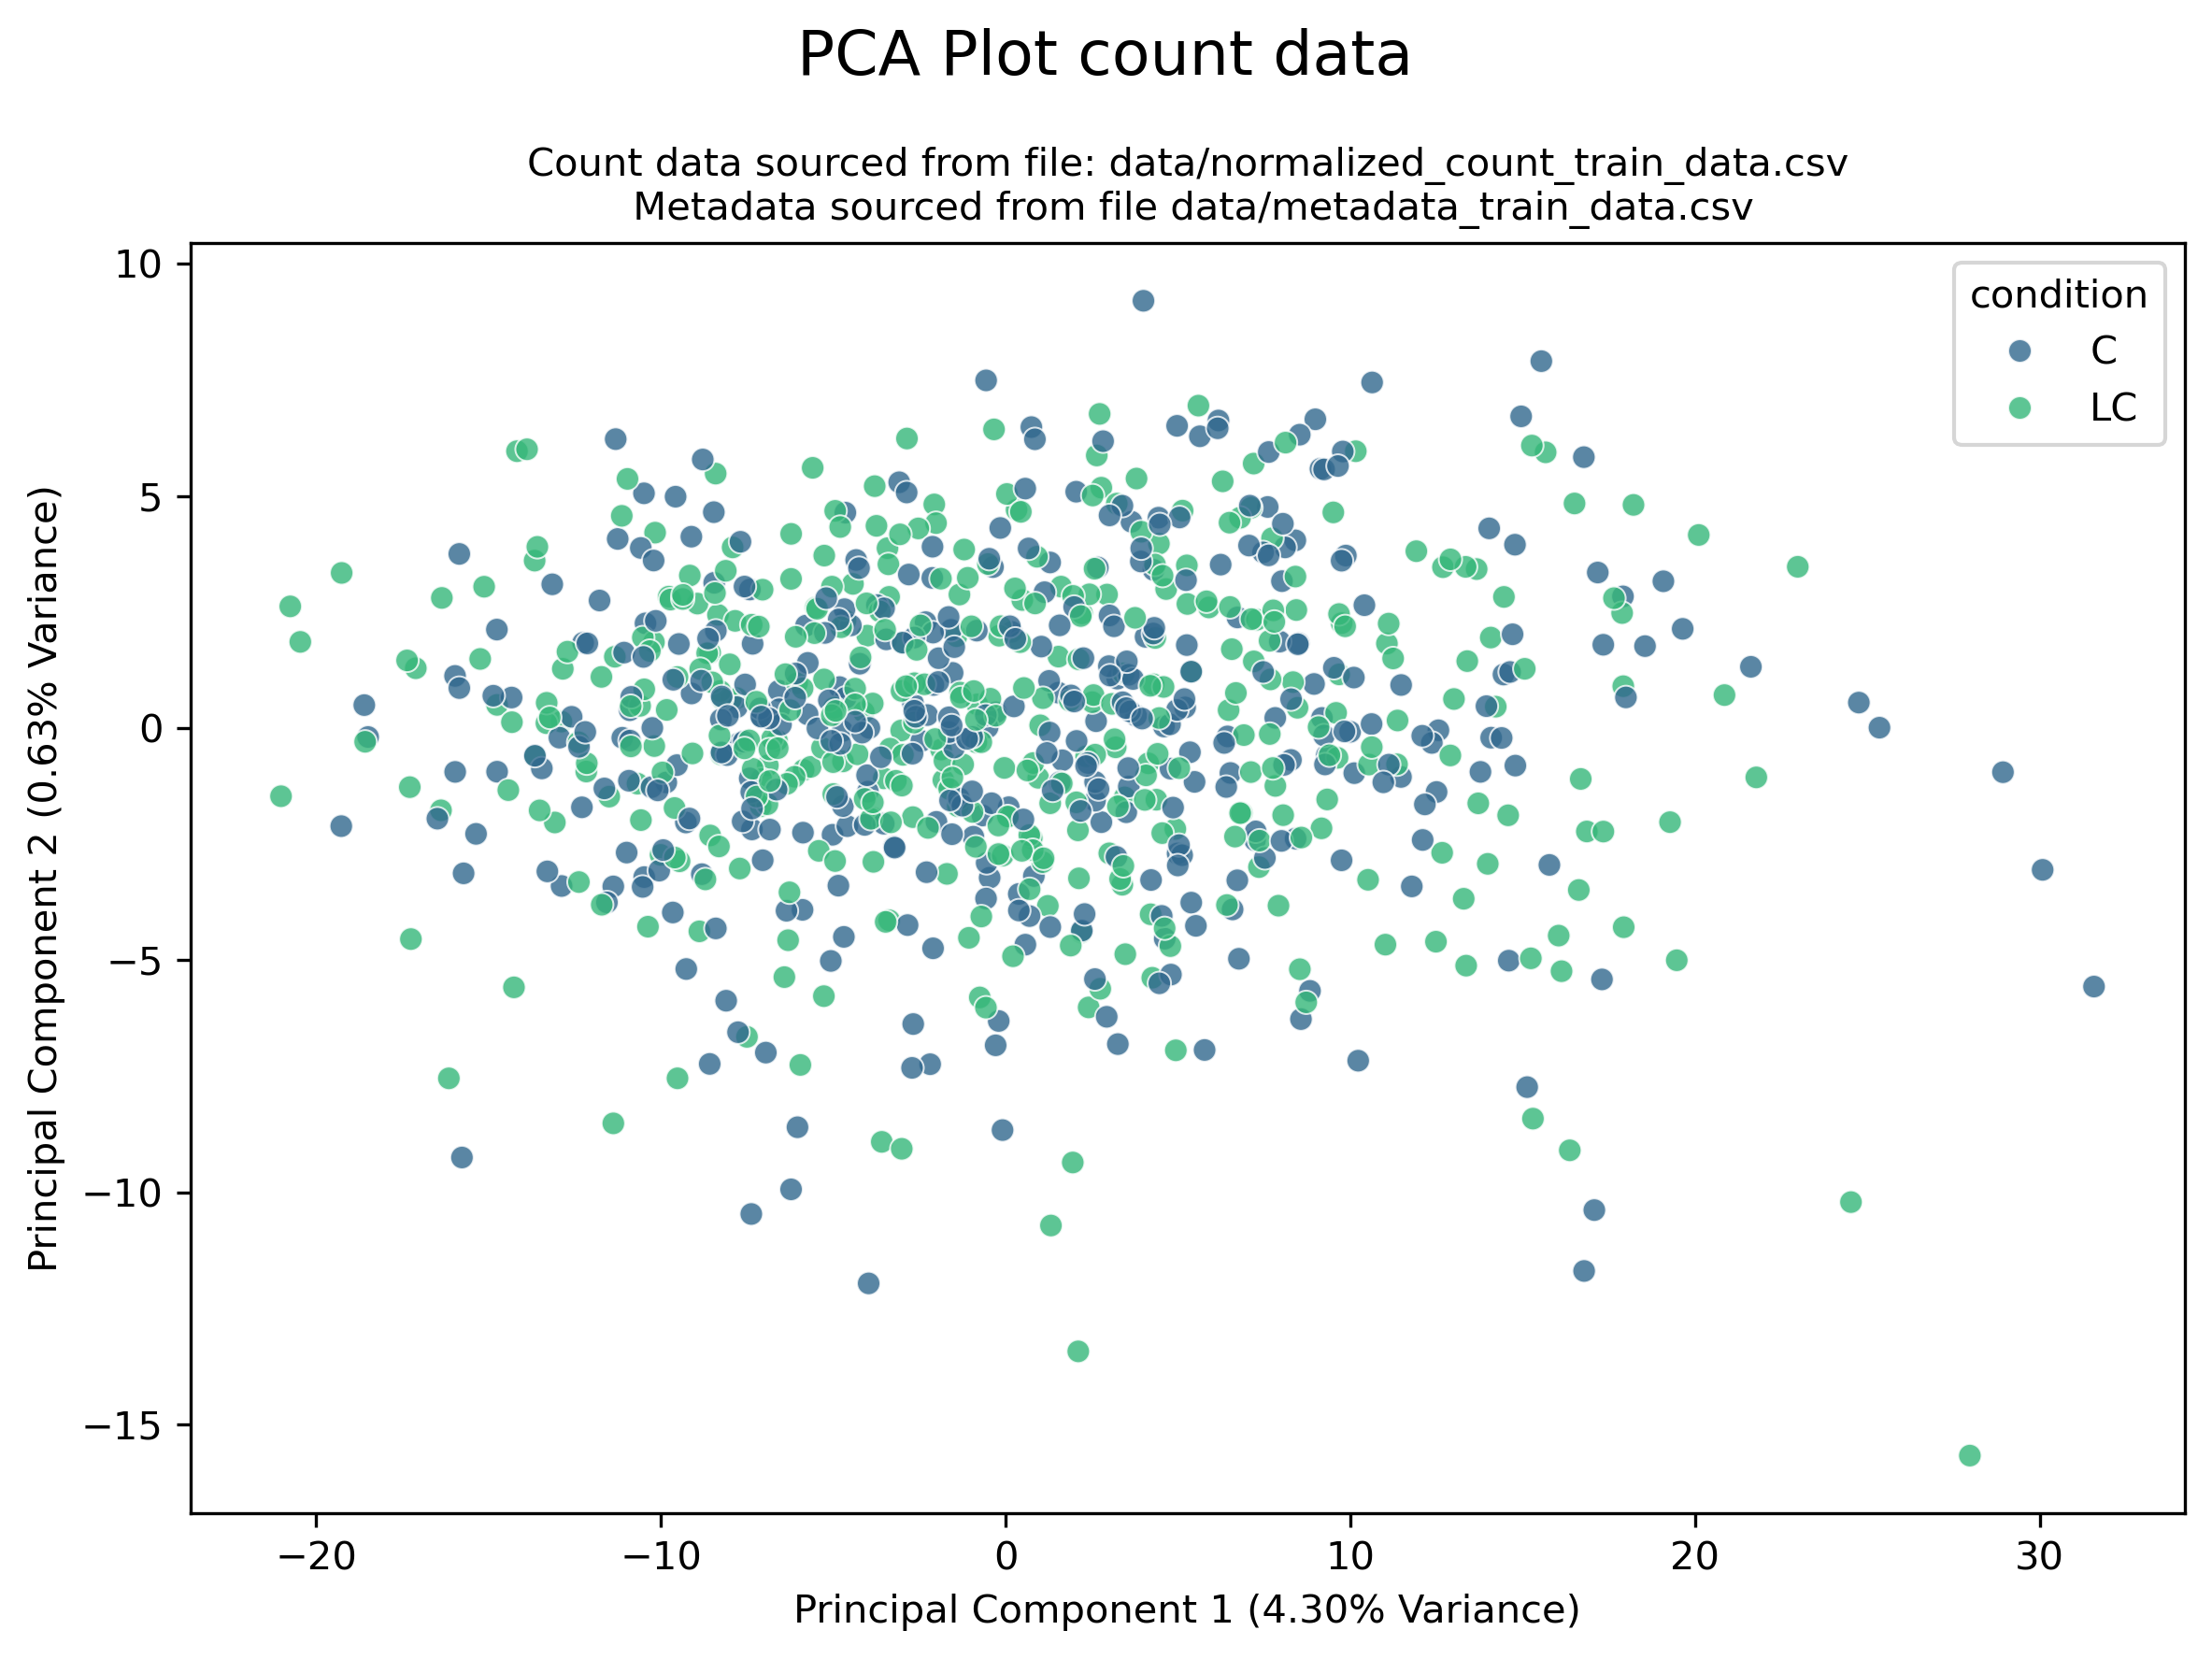 PCA Plot count data
Count data sourced from file: data/normalized_count_train_data.csv
Metadata sourced from file data/metadata_train_data.csv
condition
C
LC
Principal Component 2 (0.63% Variance)
10
5
0
−5
−10
−15
−20
−10
0
10
20
30
Principal Component 1 (4.30% Variance)